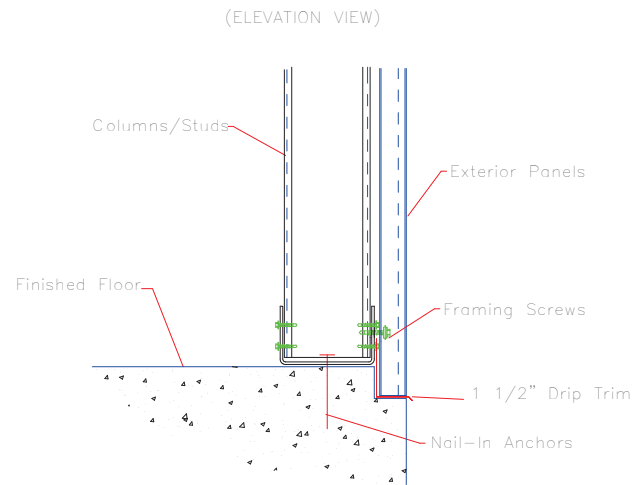 (ELEVATION VIEW)
Columns/Studs
Exterior Panels
Finished Floor
Framing Screws
1 1/2" Drip Trim
Nail-In Anchors